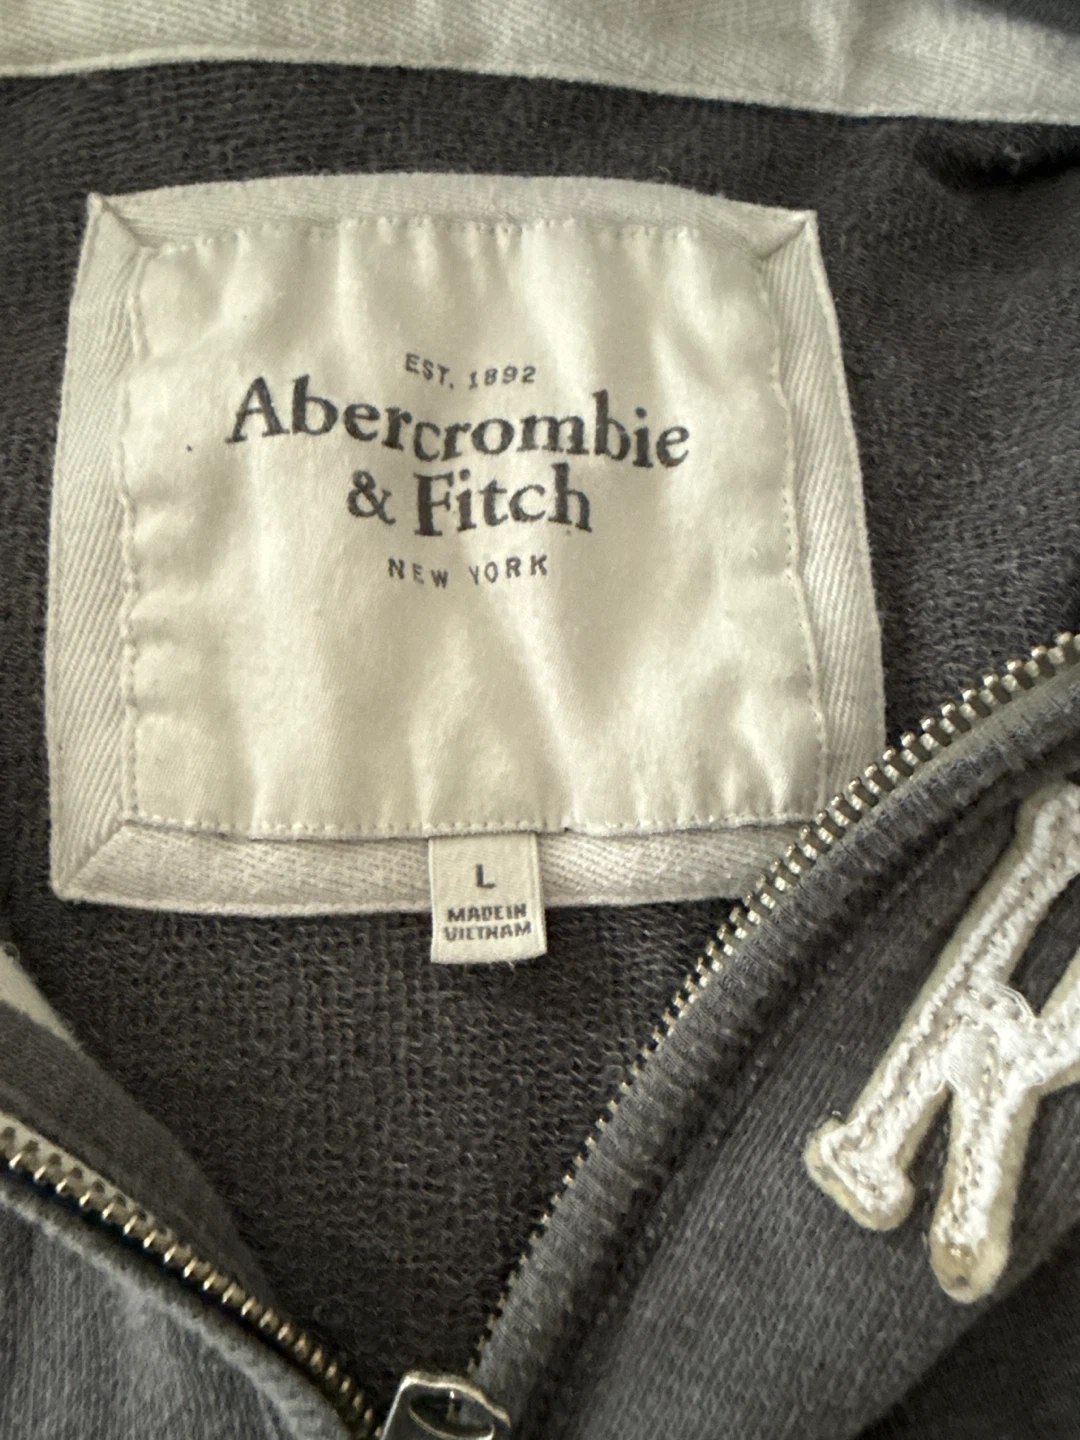 EST. 1892
Abercrombie
& Fitch
NEW YORK
L
MADE IN
VIETNAM